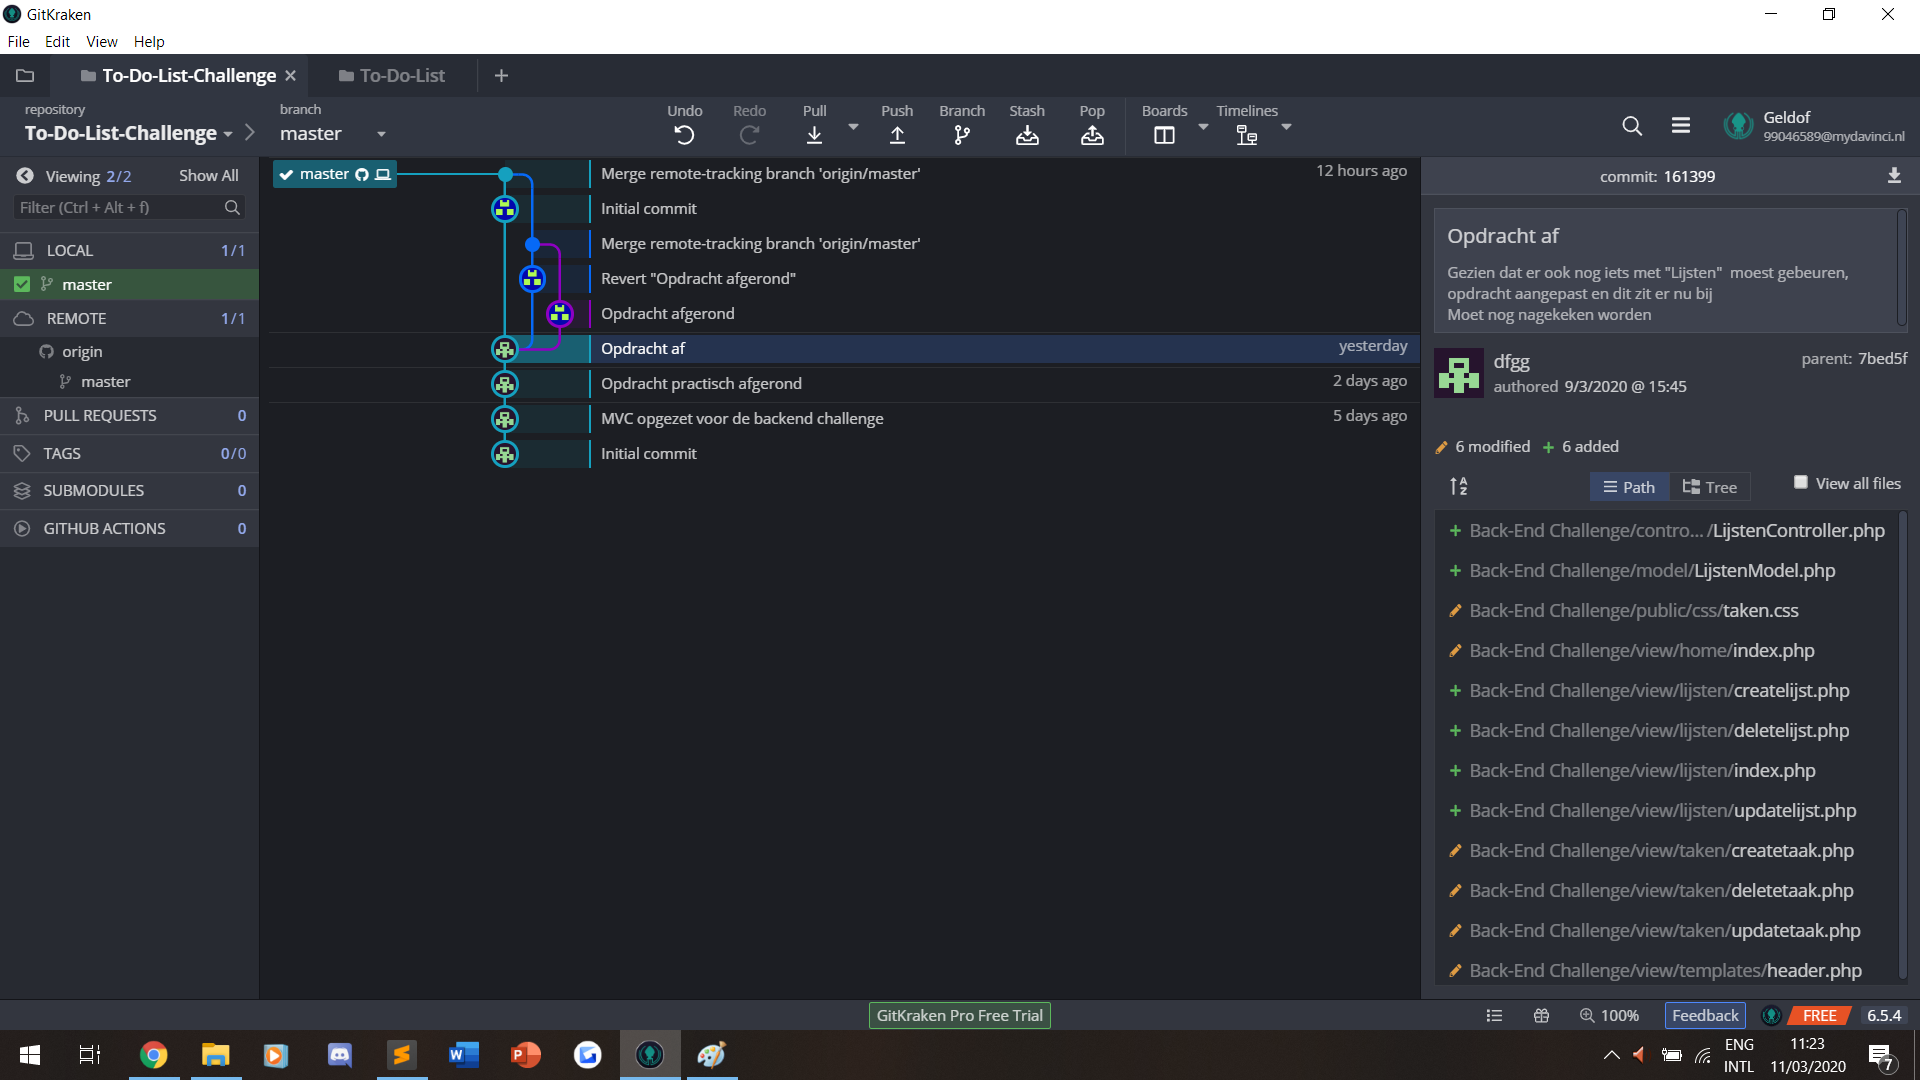 GitKraken
File Edit View Help
To-Do-List-Challenge To-Do-List
repository
To-Do-List-Challenge
branch
master
Undo Redo Pull Push Branch Stash Pop Boards Timelines
Geldof
99046589@mydavinci.nl
Viewing 2/2 Show All
Filter (Ctrl + Alt + f)
LOCAL 1/1
master
REMOTE 1/1
origin
master
PULL REQUESTS 0
TAGS 0/0
SUBMODULES 0
GITHUB ACTIONS 0
master
Merge remote-tracking branch 'origin/master' 12 hours ago
Initial commit
Merge remote-tracking branch 'origin/master'
Revert "Opdracht afgerond"
Opdracht afgerond
Opdracht af yesterday
Opdracht practisch afgerond 2 days ago
MVC opgezet voor de backend challenge 5 days ago
Initial commit
commit: 161399
Opdracht af
Gezien dat er ook nog iets met "Lijsten" moest gebeuren,
opdracht aangepast en dit zit er nu bij
Moet nog nagekeken worden
dfgg
authored 9/3/2020 @ 15:45
parent: 7bed5f
6 modified + 6 added
AZ Path Tree View all files
+ Back-End Challenge/contro... /LijstenController.php
+ Back-End Challenge/model/LijstenModel.php
Back-End Challenge/public/css/taken.css
Back-End Challenge/view/home/index.php
+ Back-End Challenge/view/lijsten/createlijst.php
+ Back-End Challenge/view/lijsten/deletelijst.php
+ Back-End Challenge/view/lijsten/index.php
+ Back-End Challenge/view/lijsten/updatelijst.php
Back-End Challenge/view/taken/createtaak.php
Back-End Challenge/view/taken/deletetaak.php
Back-End Challenge/view/taken/updatetaak.php
Back-End Challenge/view/templates/header.php
GitKraken Pro Free Trial
100% Feedback FREE 6.5.4
ENG
INTL
11:23
11/03/2020
7